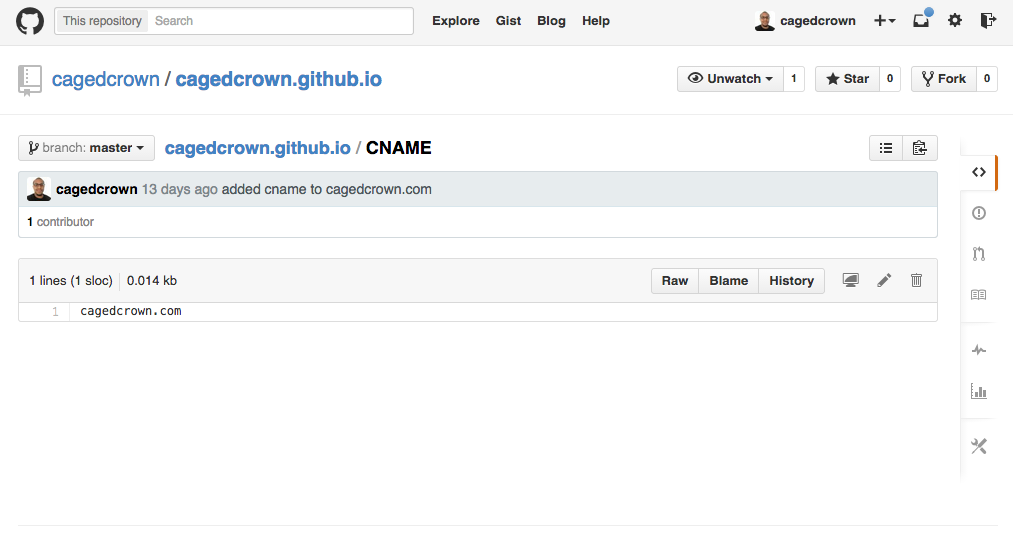 This repository Search Explore Gist Blog Help cagedcrown
cagedcrown / cagedcrown.github.io Unwatch 1 Star 0 Fork 0
branch: master cagedcrown.github.io / CNAME
cagedcrown 13 days ago added cname to cagedcrown.com
1 contributor
1 lines (1 sloc) 0.014 kb Raw Blame History
1 cagedcrown.com